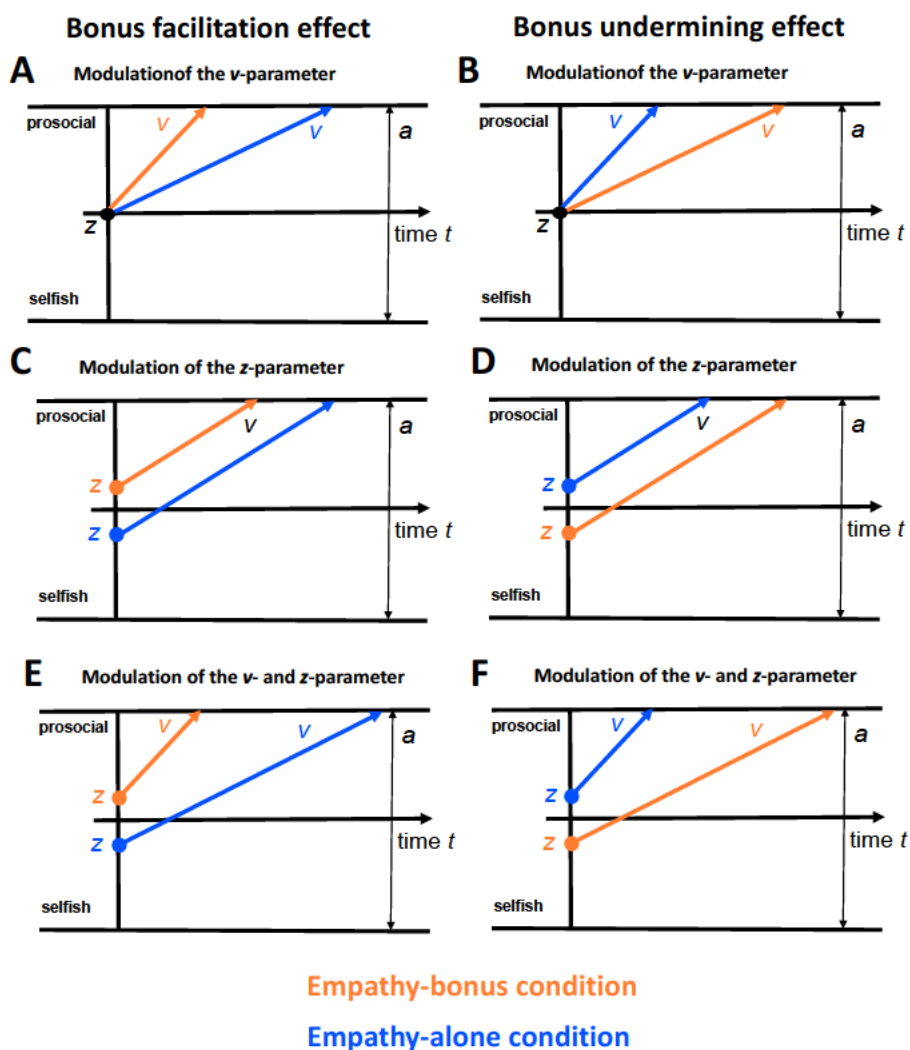 Bonus facilitation effect
Bonus undermining effect
A Modulationof the v-parameter
prosocial
v
v
a
z
time t
selfish
B Modulationof the v-parameter
prosocial
v
v
a
z
time t
selfish
C Modulation of the z-parameter
prosocial
v
a
z
z
time t
selfish
D Modulation of the z-parameter
prosocial
v
a
z
z
time t
selfish
E Modulation of the v- and z-parameter
prosocial
v
v
a
z
z
time t
selfish
F Modulation of the v- and z-parameter
prosocial
v
v
a
z
z
time t
selfish
Empathy-bonus condition
Empathy-alone condition